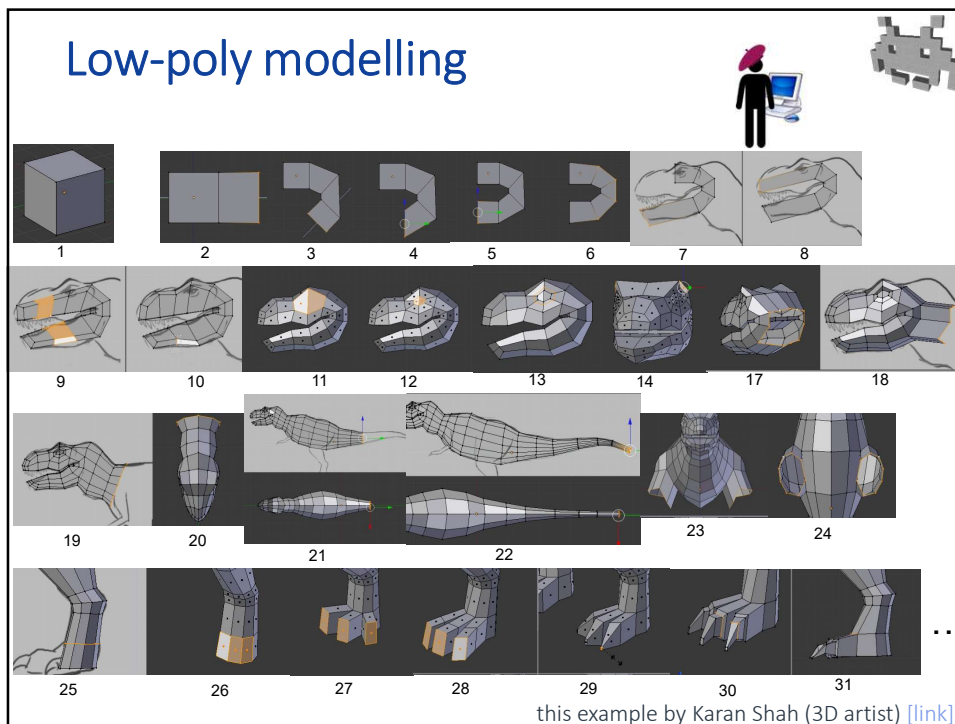 Low-poly modelling
1 2 3 4 5 6 7 8
9 10 11 12 13 14 17 18
19 20 21 22 23 24
25 26 27 28 29 30 31
..
this example by Karan Shah (3D artist) [link]